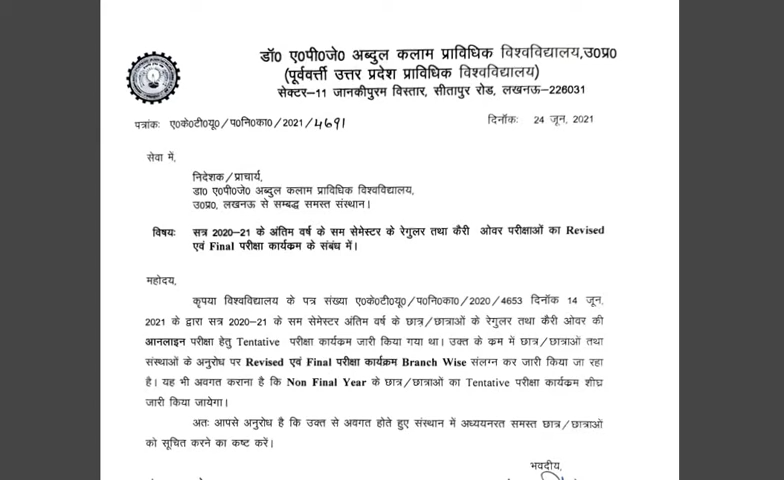 डॉ0 ए0पी0जे0 अब्दुल कलाम प्राविधिक विश्वविद्यालय,उ0प्र0
(पूर्ववर्ती उत्तर प्रदेश प्राविधिक विश्वविद्यालय)
सेक्टर–11 जानकीपुरम विस्तार, सीतापुर रोड, लखनऊ–226031
पत्रांकः ए0के0टी0यू0/प0नि0का0/2021/4691 दिनॉकः 24 जून, 2021
सेवा में,
निदेशक/प्राचार्य,
डा0 ए0पी0जे0 अब्दुल कलाम प्राविधिक विश्वविद्यालय,
उ0प्र0, लखनऊ से सम्बद्ध समस्त संस्थान।
विषयः सत्र 2020–21 के अंतिम वर्ष के सम सेमेस्टर के रेगुलर तथा कैरी ओवर परीक्षाओं का Revised
एवं Final परीक्षा कार्यक्रम के संबंध में।
महोदय,
कृपया विश्वविद्यालय के पत्र संख्या ए0के0टी0यू0/प0नि0का0/2020/4653 दिनॉक 14 जून,
2021 के द्वारा सत्र 2020–21 के सम सेमेस्टर अंतिम वर्ष के छात्र/छात्राओं के रेगुलर तथा कैरी ओवर की
आनलाइन परीक्षा हेतु Tentative परीक्षा कार्यक्रम जारी किया गया था। उक्त के क्रम में छात्र/छात्राओं तथा
संस्थाओं के अनुरोध पर Revised एवं Final परीक्षा कार्यक्रम Branch Wise संलग्न कर जारी किया जा रहा
है। यह भी अवगत कराना है कि Non Final Year के छात्र/छात्राओं का Tentative परीक्षा कार्यक्रम शीघ्र
जारी किया जायेगा।
अतः आपसे अनुरोध है कि उक्त से अवगत होते हुए संस्थान में अध्ययनरत समस्त छात्र/छात्राओं
को सूचित करने का कष्ट करें।
भवदीय,